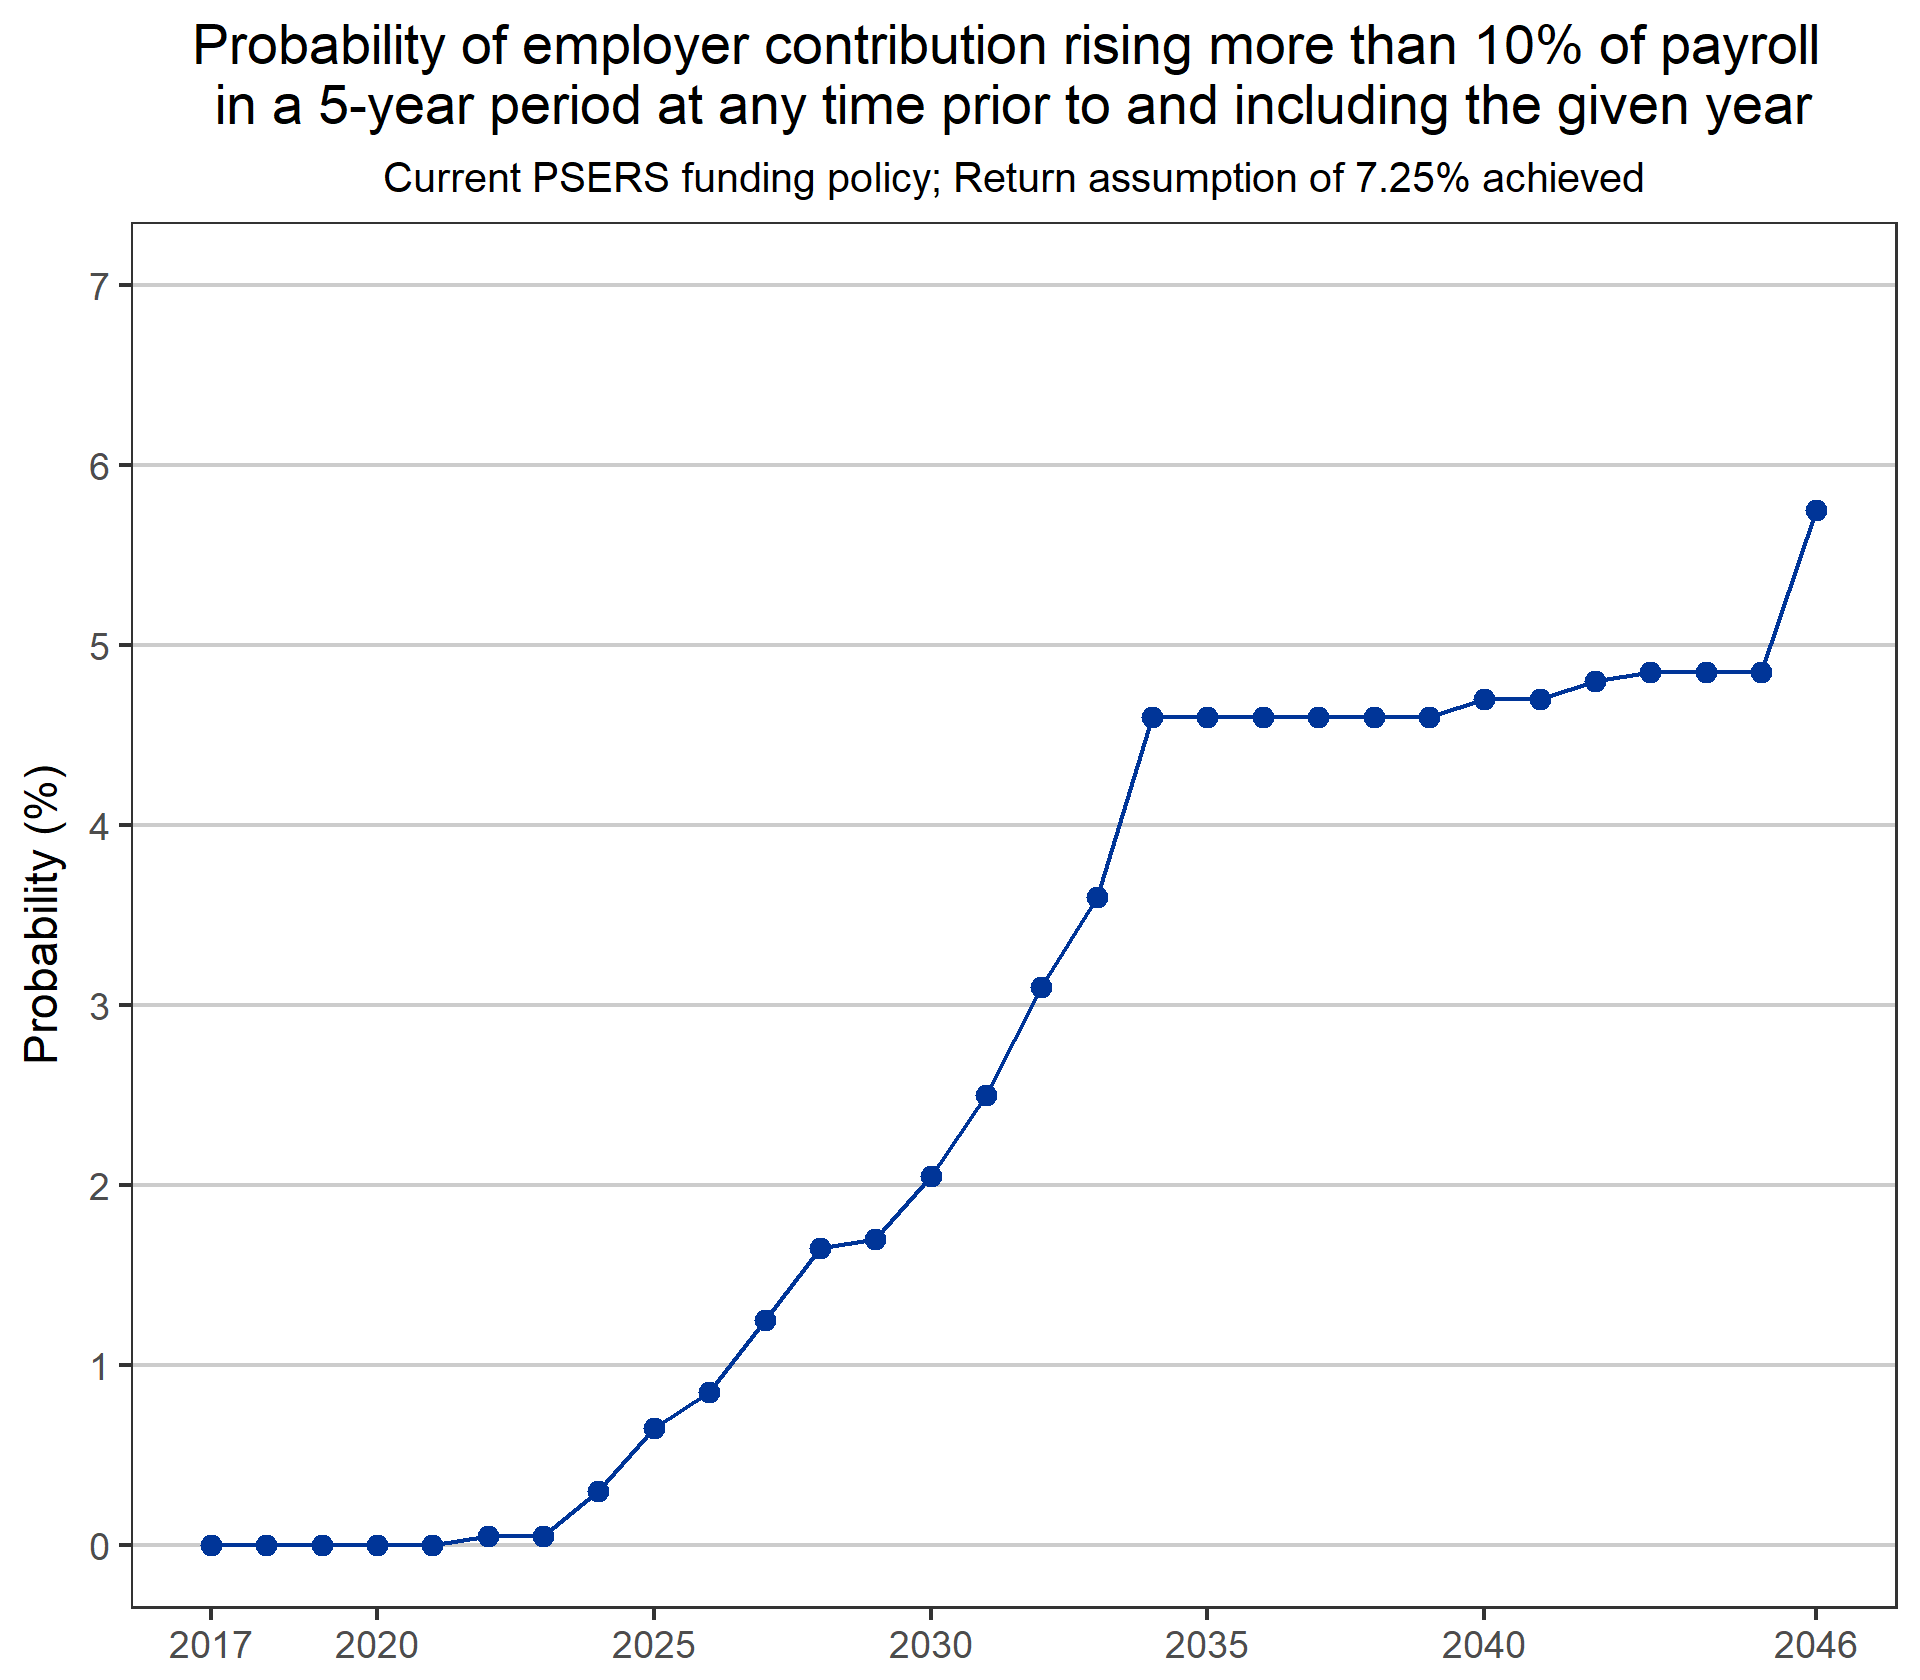 Probability of employer contribution rising more than 10% of payroll
in a 5-year period at any time prior to and including the given year
Current PSERS funding policy; Return assumption of 7.25% achieved
Probability (%)
7
6
5
4
3
2
1
0
2017 2020 2025 2030 2035 2040 2046